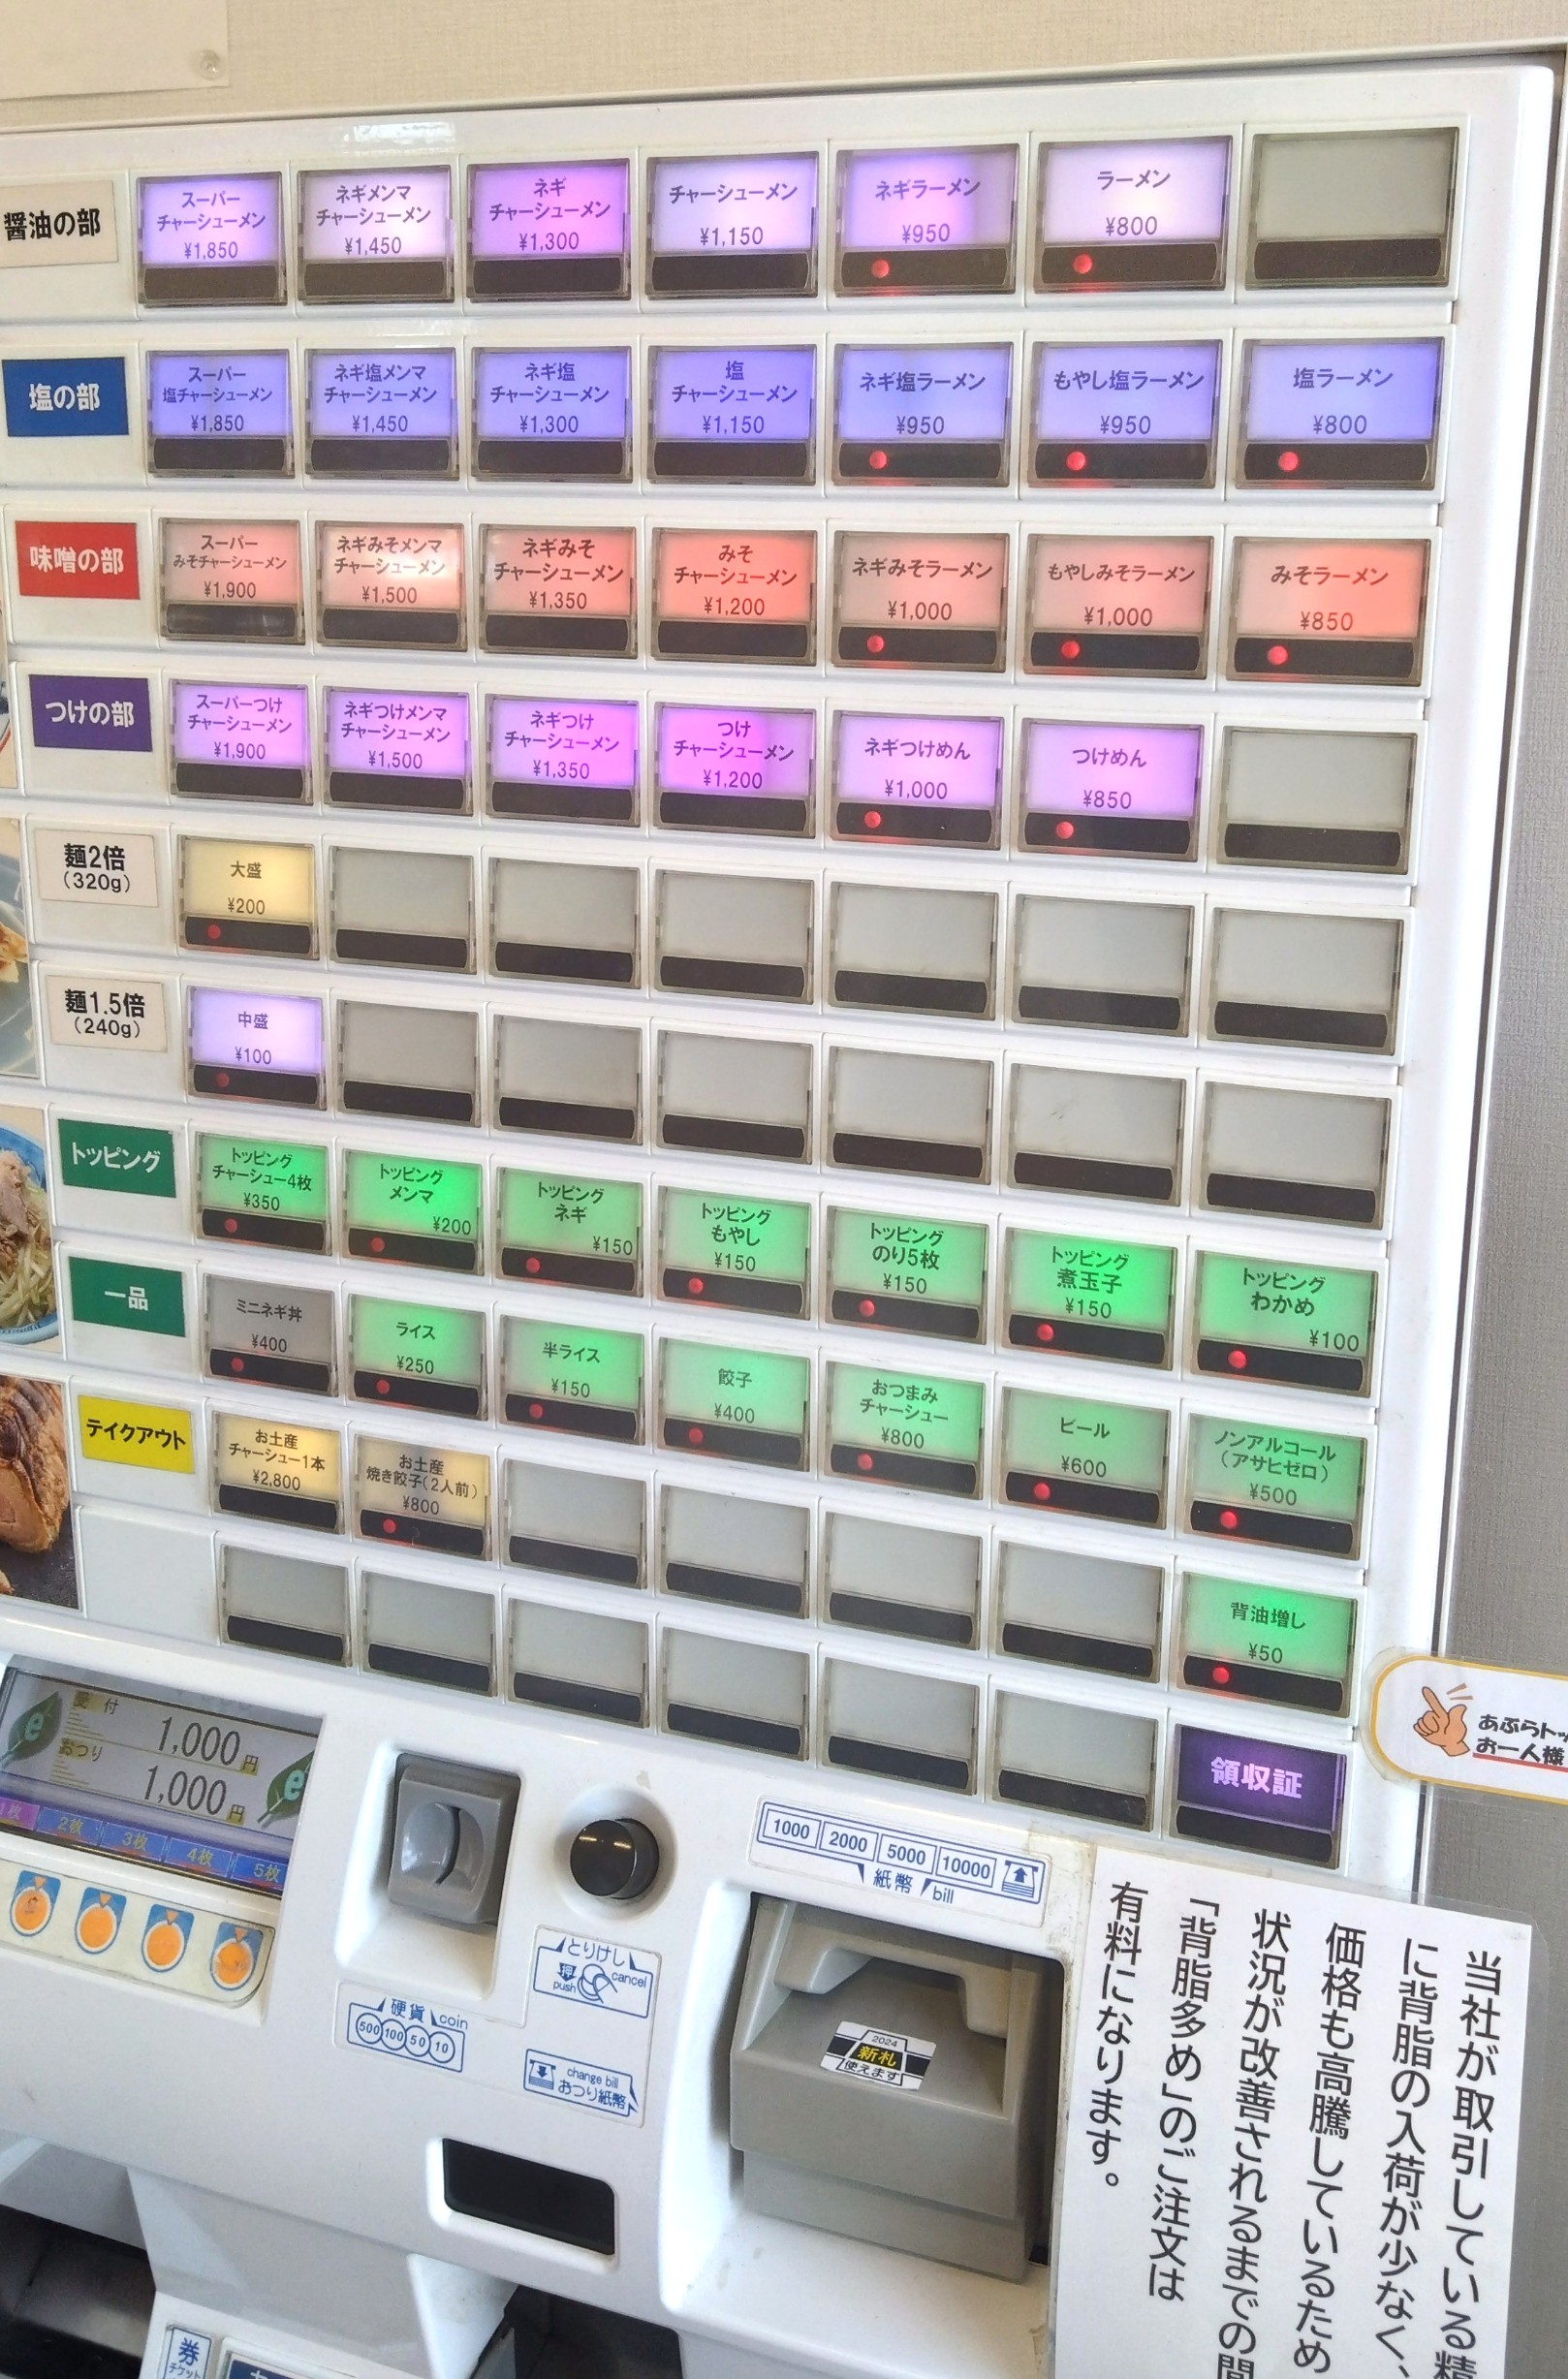 醤油の部
スーパー
チャーシューメン
¥1,850
ネギメンマ
チャーシューメン
¥1,450
ネギ
チャーシューメン
¥1,300
チャーシューメン
¥1,150
ネギラーメン
¥950
ラーメン
¥800
塩の部
スーパー
塩チャーシューメン
¥1,850
ネギ塩メンマ
チャーシューメン
¥1,450
ネギ塩
チャーシューメン
¥1,300
塩
チャーシューメン
¥1,150
ネギ塩ラーメン
¥950
もやし塩ラーメン
¥950
塩ラーメン
¥800
味噌の部
スーパー
みそチャーシューメン
¥1,900
ネギみそメンマ
チャーシューメン
¥1,500
ネギみそ
チャーシューメン
¥1,350
みそ
チャーシューメン
¥1,200
ネギみそラーメン
¥1,000
もやしみそラーメン
¥1,000
みそラーメン
¥850
つけの部
スーパーつけ
チャーシューメン
¥1,900
ネギつけメンマ
チャーシューメン
¥1,500
ネギつけ
チャーシューメン
¥1,350
つけ
チャーシューメン
¥1,200
ネギつけめん
¥1,000
つけめん
¥850
麺2倍
(320g)
大盛
¥200
麺1.5倍
(240g)
中盛
¥100
トッピング
トッピング
チャーシュー4枚
¥350
トッピング
メンマ
¥200
トッピング
ネギ
¥150
トッピング
もやし
¥150
トッピング
のり5枚
¥150
トッピング
煮玉子
¥150
トッピング
わかめ
¥100
一品
ミニネギ丼
¥400
ライス
¥250
半ライス
¥150
餃子
¥400
おつまみ
チャーシュー
¥800
ビール
¥600
ノンアルコール
(アサヒゼロ)
¥500
テイクアウト
お土産
チャーシュー1本
¥2,800
お土産
焼き餃子(2人前)
¥800
背油増し
¥50
領収証
あぶらトッ
お一人様
受付
1,000円
おつり
1,000円
1枚
2枚
3枚
4枚
5枚
硬貨 coin
500 100 50 10
とりけし
押
push
cancel
change bill
おつり紙幣
1000 2000 5000 10000
紙幣 bill
2024
新札
使えます
当社が取引している精
に背脂の入荷が少なく、
価格も高騰しているため
状況が改善されるまでの間
「背脂多め」のご注文は
有料になります。
券
チケット